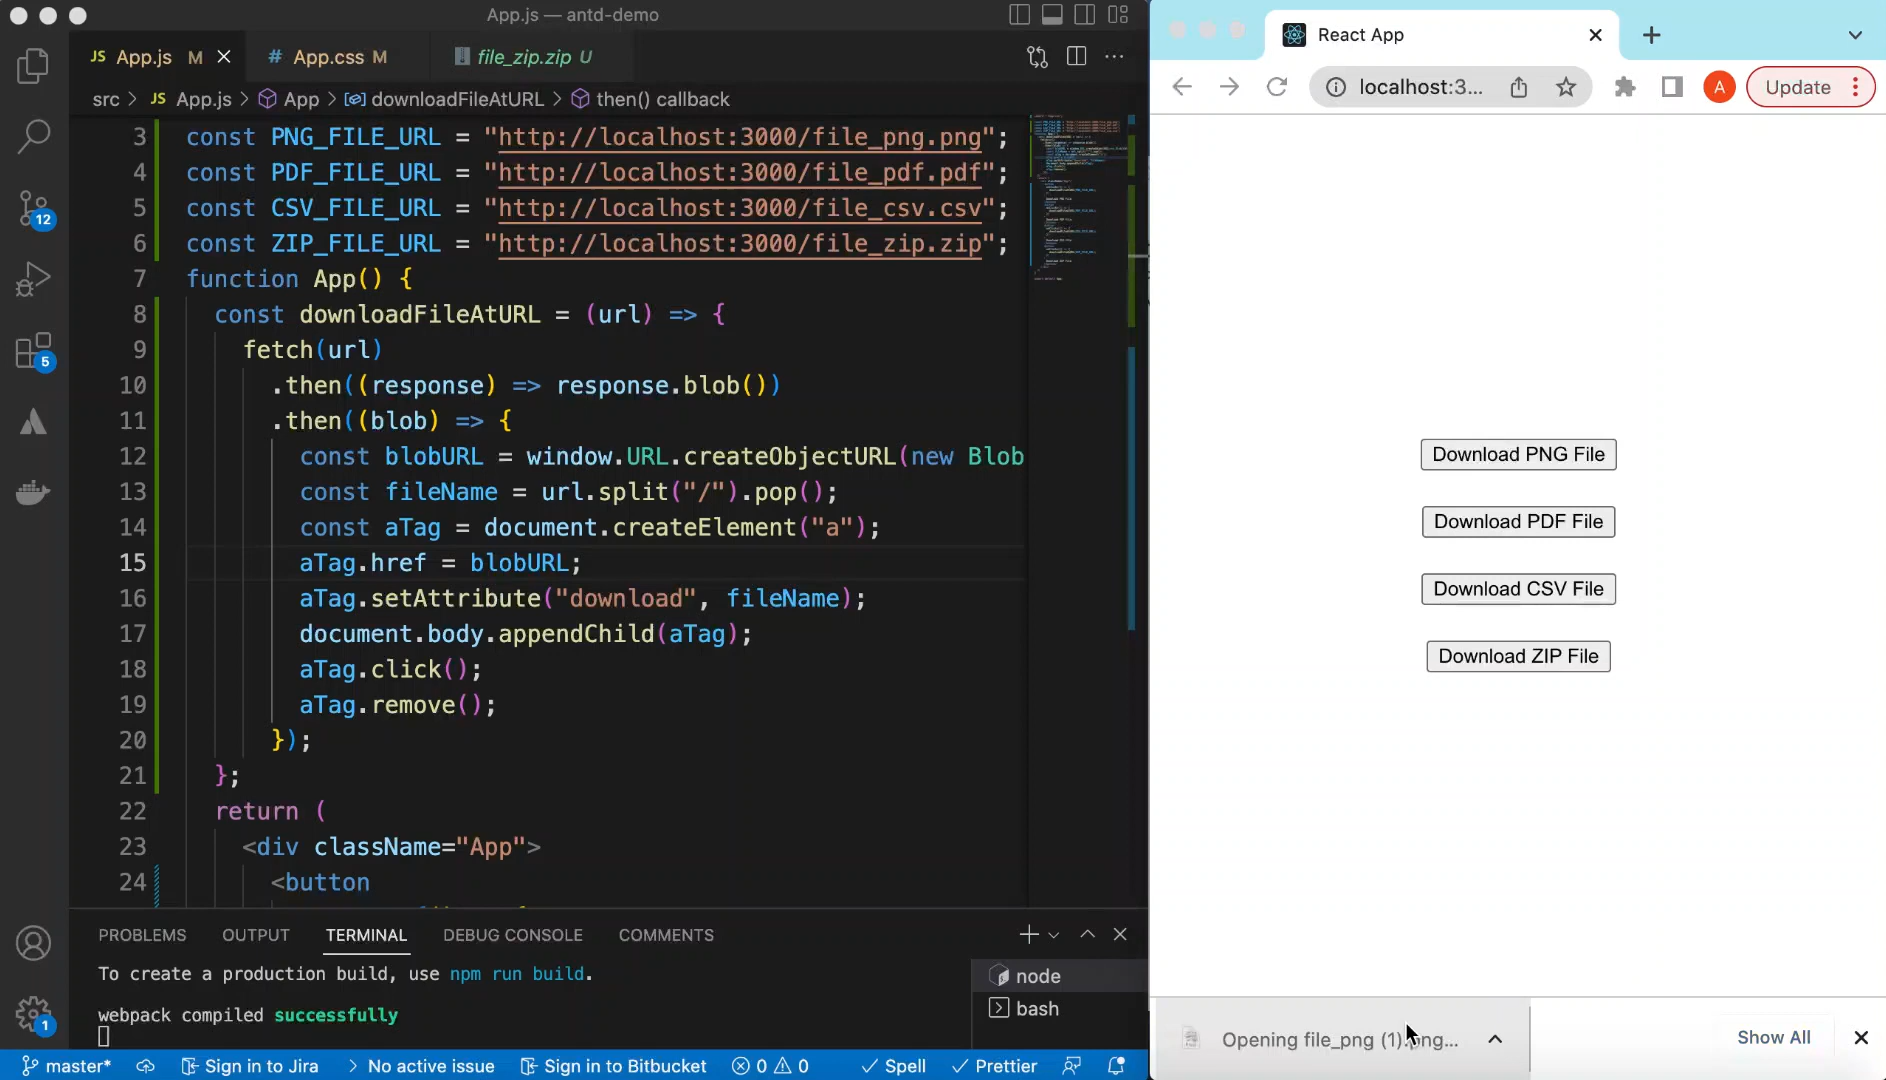 App.js — antd-demo
JS App.js M
# App.css M
file_zip.zip U
src > JS App.js > App > downloadFileAtURL > then() callback
3 const PNG_FILE_URL = "http://localhost:3000/file_png.png";
4 const PDF_FILE_URL = "http://localhost:3000/file_pdf.pdf";
5 const CSV_FILE_URL = "http://localhost:3000/file_csv.csv";
6 const ZIP_FILE_URL = "http://localhost:3000/file_zip.zip";
7 function App() {
8 const downloadFileAtURL = (url) => {
9 fetch(url)
10 .then((response) => response.blob())
11 .then((blob) => {
12 const blobURL = window.URL.createObjectURL(new Blob
13 const fileName = url.split("/").pop();
14 const aTag = document.createElement("a");
15 aTag.href = blobURL;
16 aTag.setAttribute("download", fileName);
17 document.body.appendChild(aTag);
18 aTag.click();
19 aTag.remove();
20 });
21 };
22 return (
23 <div className="App">
24 <button
12
5
1
PROBLEMS OUTPUT TERMINAL DEBUG CONSOLE COMMENTS
To create a production build, use npm run build.
webpack compiled successfully
node
bash
master* Sign in to Jira > No active issue Sign in to Bitbucket 0 0 Spell Prettier
React App
localhost:3...
A
Update
Download PNG File
Download PDF File
Download CSV File
Download ZIP File
Opening file_png (1).png...
Show All